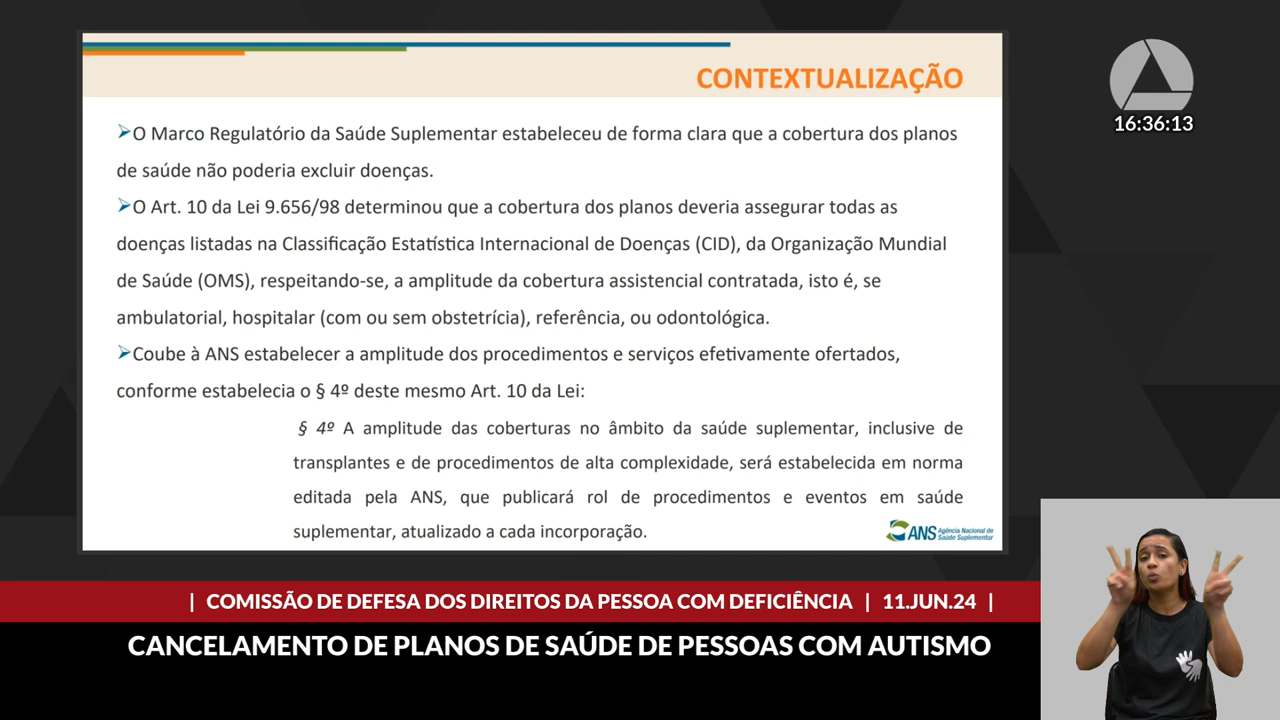 CONTEXTUALIZAÇÃO
16:36:13
➢O Marco Regulatório da Saúde Suplementar estabeleceu de forma clara que a cobertura dos planos
de saúde não poderia excluir doenças.
➢O Art. 10 da Lei 9.656/98 determinou que a cobertura dos planos deveria assegurar todas as
doenças listadas na Classificação Estatística Internacional de Doenças (CID), da Organização Mundial
de Saúde (OMS), respeitando-se, a amplitude da cobertura assistencial contratada, isto é, se
ambulatorial, hospitalar (com ou sem obstetrícia), referência, ou odontológica.
➢Coube à ANS estabelecer a amplitude dos procedimentos e serviços efetivamente ofertados,
conforme estabelecia o § 4º deste mesmo Art. 10 da Lei:
§ 4º A amplitude das coberturas no âmbito da saúde suplementar, inclusive de
transplantes e de procedimentos de alta complexidade, será estabelecida em norma
editada pela ANS, que publicará rol de procedimentos e eventos em saúde
suplementar, atualizado a cada incorporação.
ANS Agência Nacional de
Saúde Suplementar
| COMISSÃO DE DEFESA DOS DIREITOS DA PESSOA COM DEFICIÊNCIA | 11.JUN.24 |
CANCELAMENTO DE PLANOS DE SAÚDE DE PESSOAS COM AUTISMO